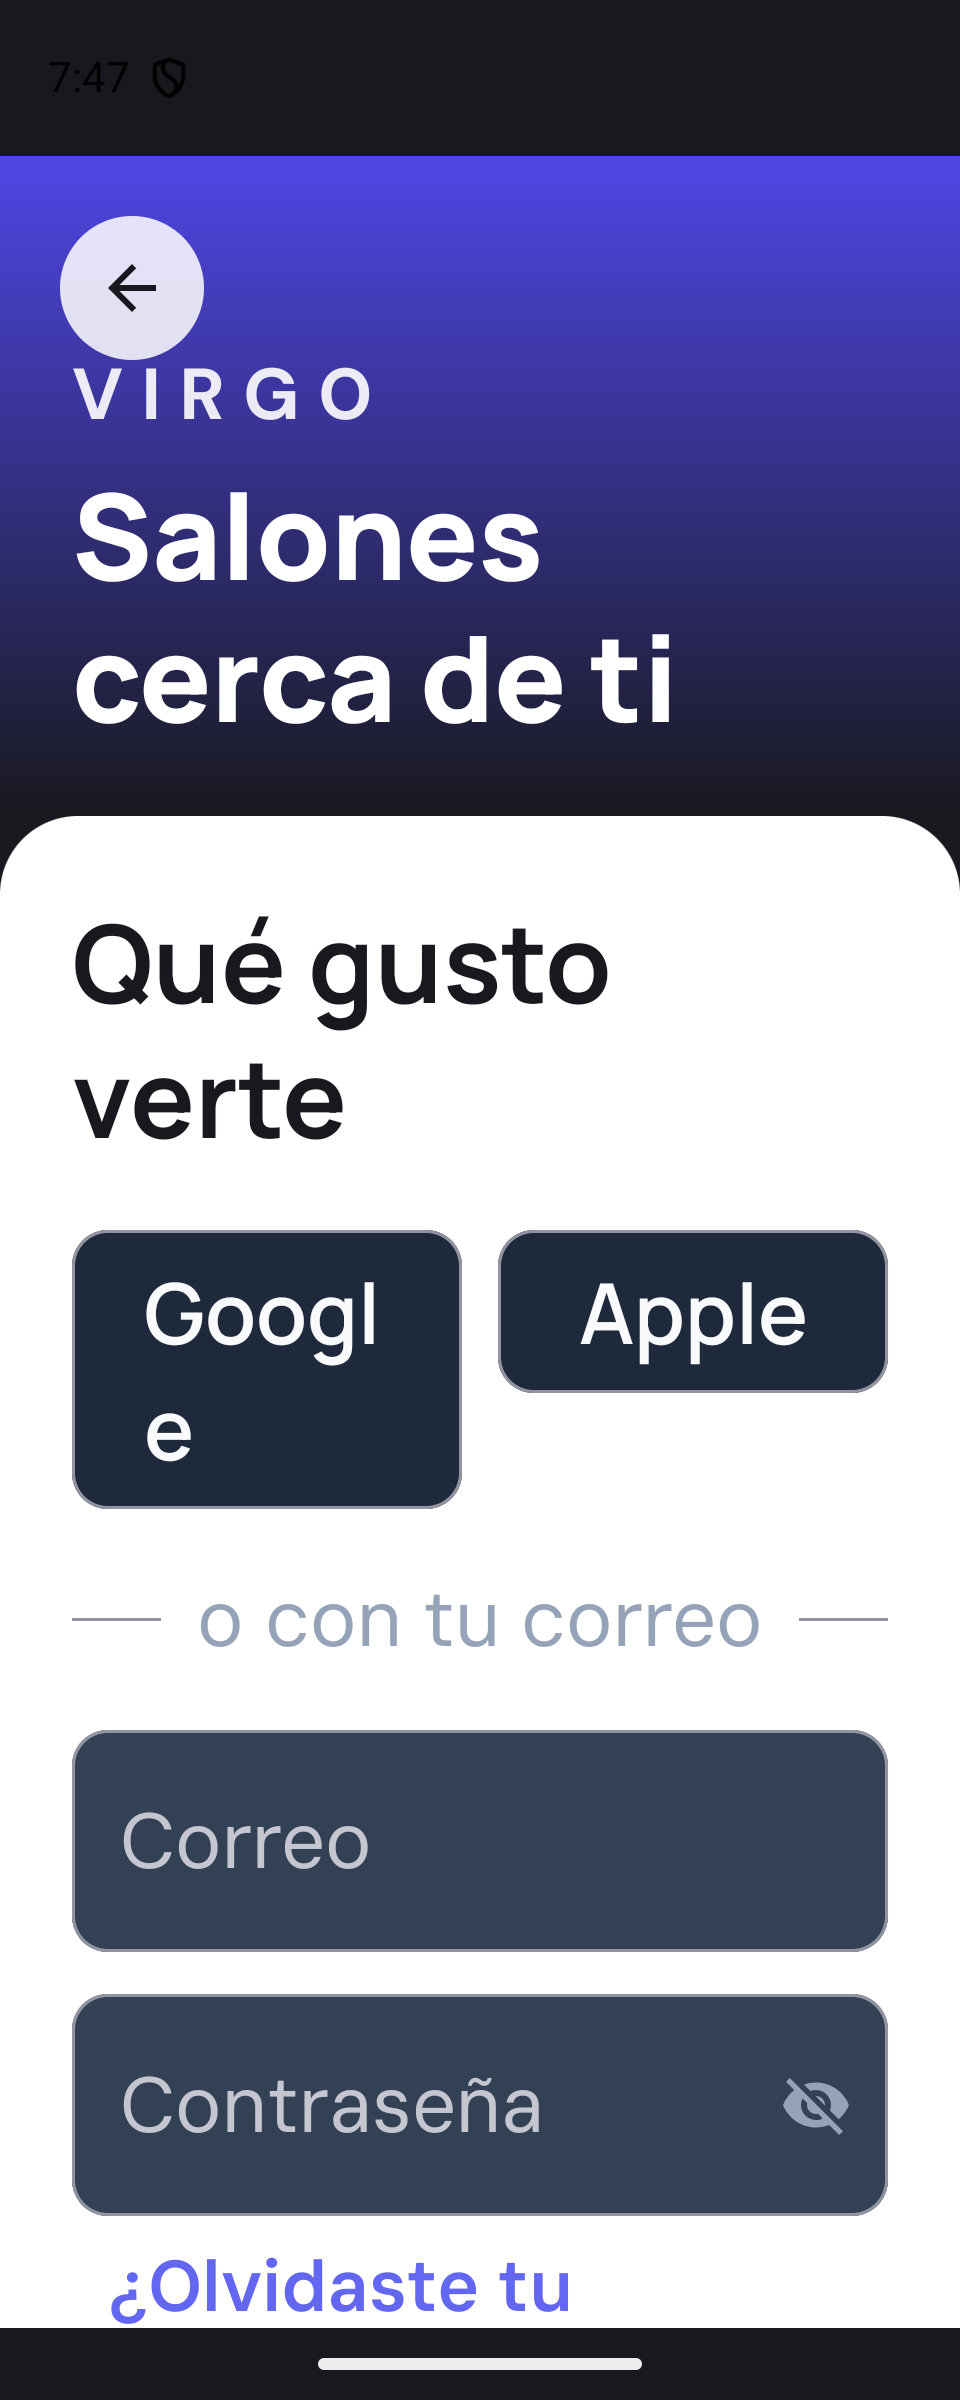 7:47
VIRGO
Salones
cerca de ti
Qué gusto
verte
Googl
e
Apple
o con tu correo
Correo
Contraseña
¿Olvidaste tu